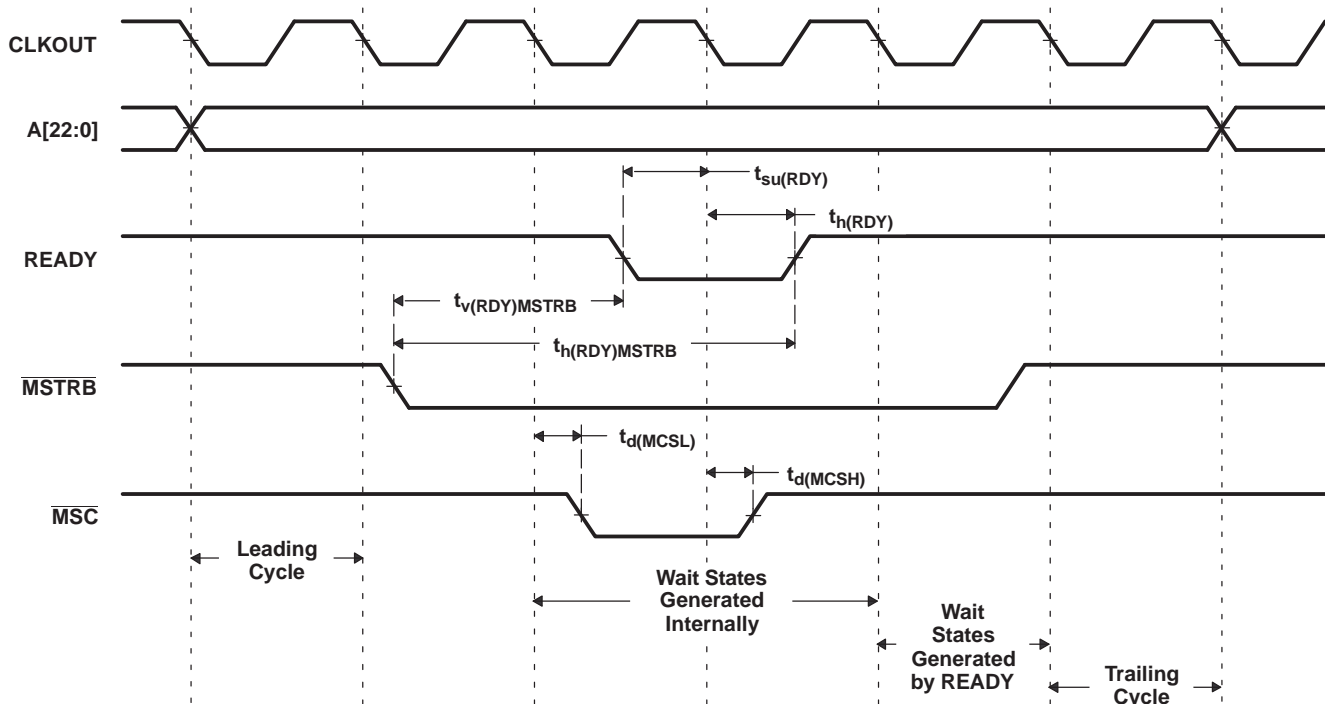 CLKOUT
A[22:0]
tsu(RDY)
th(RDY)
READY
tv(RDY)MSTRB
th(RDY)MSTRB
MSTRB
td(MCSL)
td(MCSH)
MSC
Leading
Cycle
Wait States
Generated
Internally
Wait
States
Generated
by READY
Trailing
Cycle